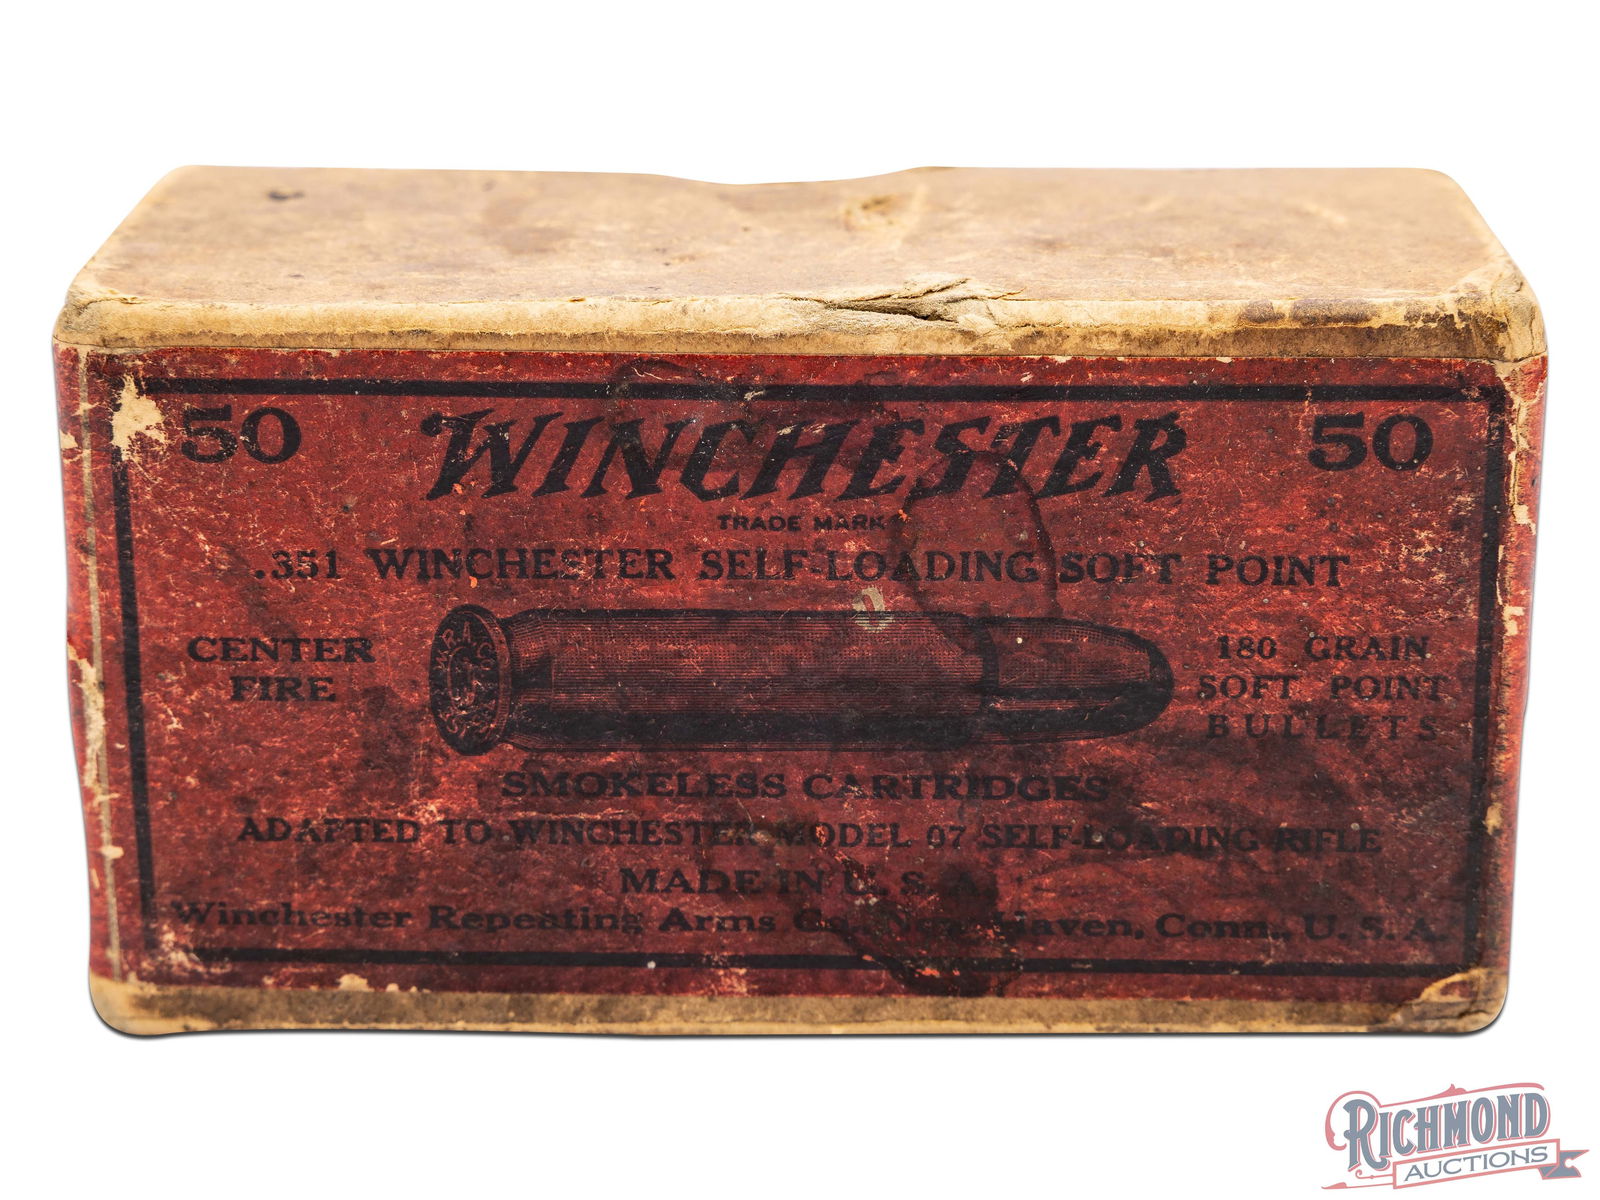 50 WINCHESTER 50
TRADE MARK
.351 WINCHESTER SELF-LOADING SOFT POINT
CENTER
FIRE
W.R.A.CO.
180 GRAIN
SOFT POINT
BULLETS
SMOKELESS CARTRIDGES
ADAPTED TO WINCHESTER MODEL 07 SELF-LOADING RIFLE
MADE IN U.S.A.
Winchester Repeating Arms Co., New Haven, Conn., U.S.A.
RICHMOND
AUCTIONS